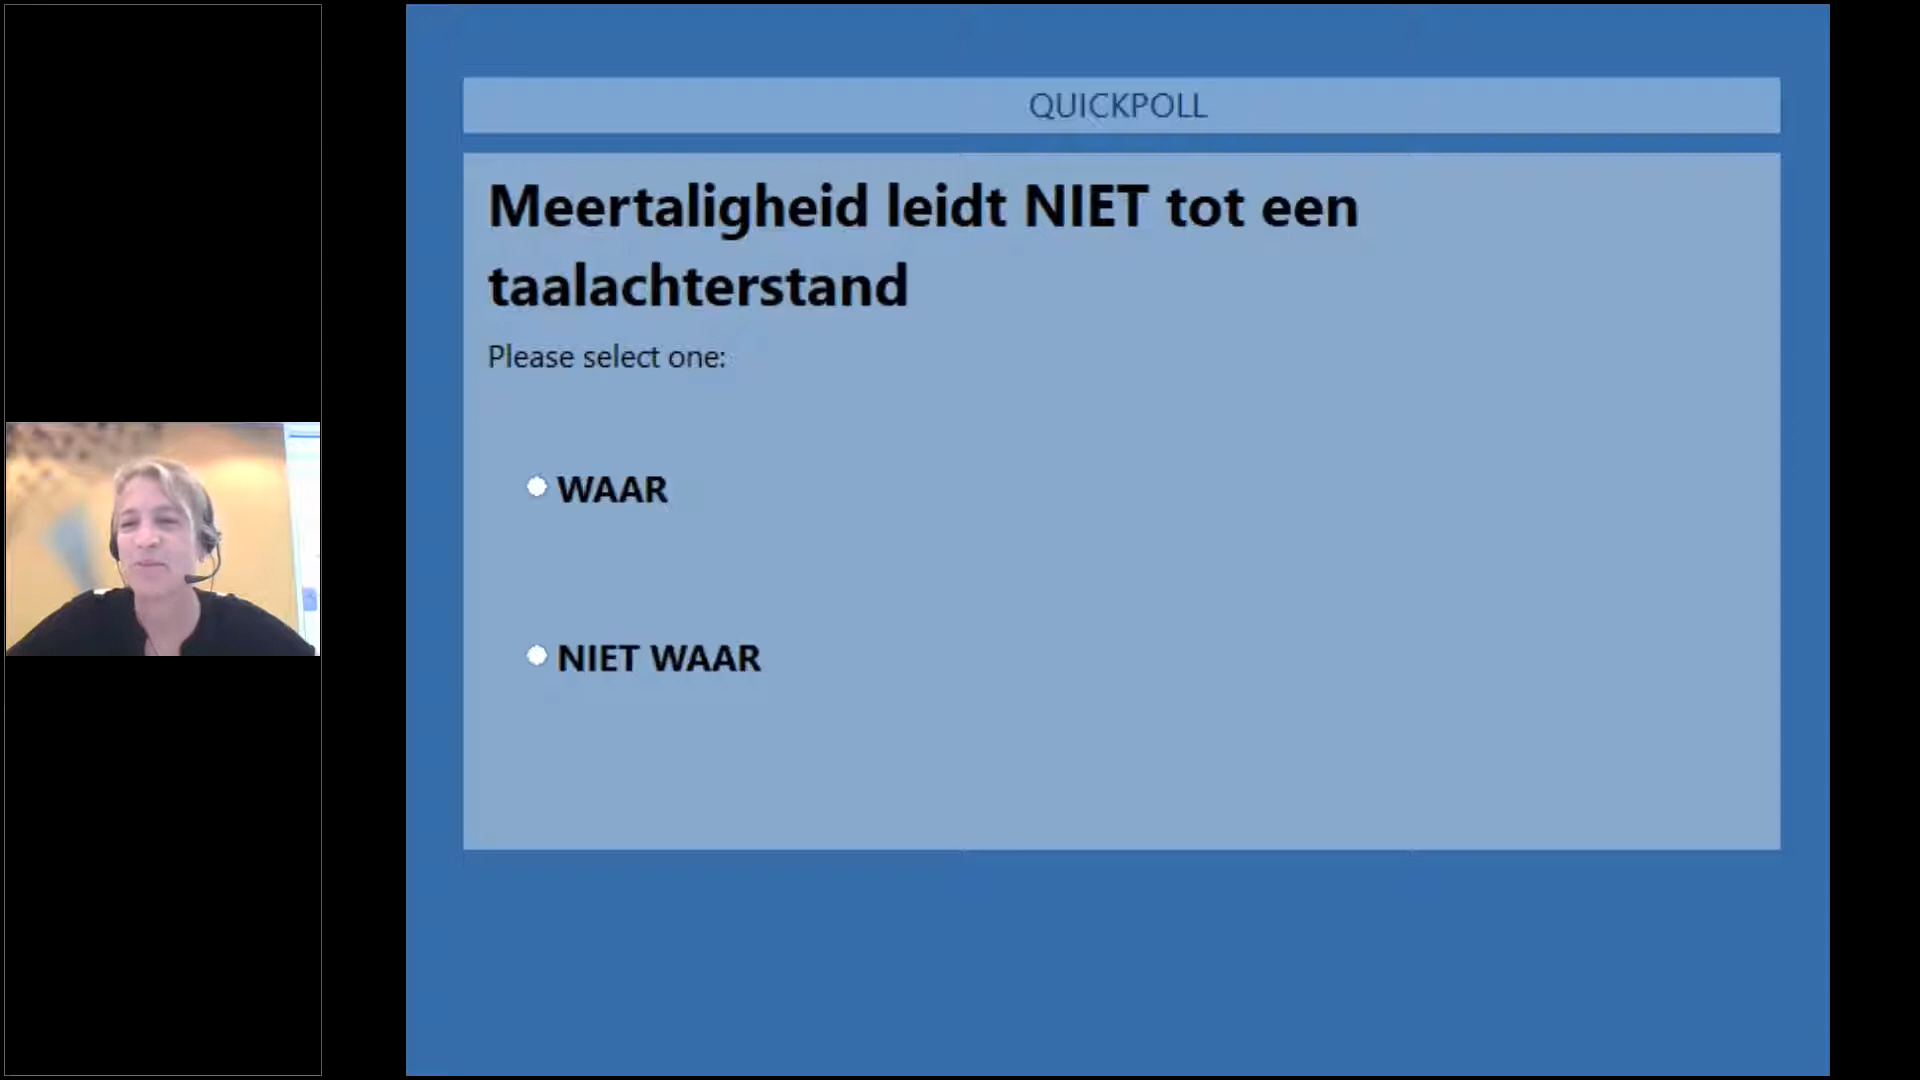 QUICKPOLL
Meertaligheid leidt NIET tot een
taalachterstand
Please select one:
WAAR
NIET WAAR